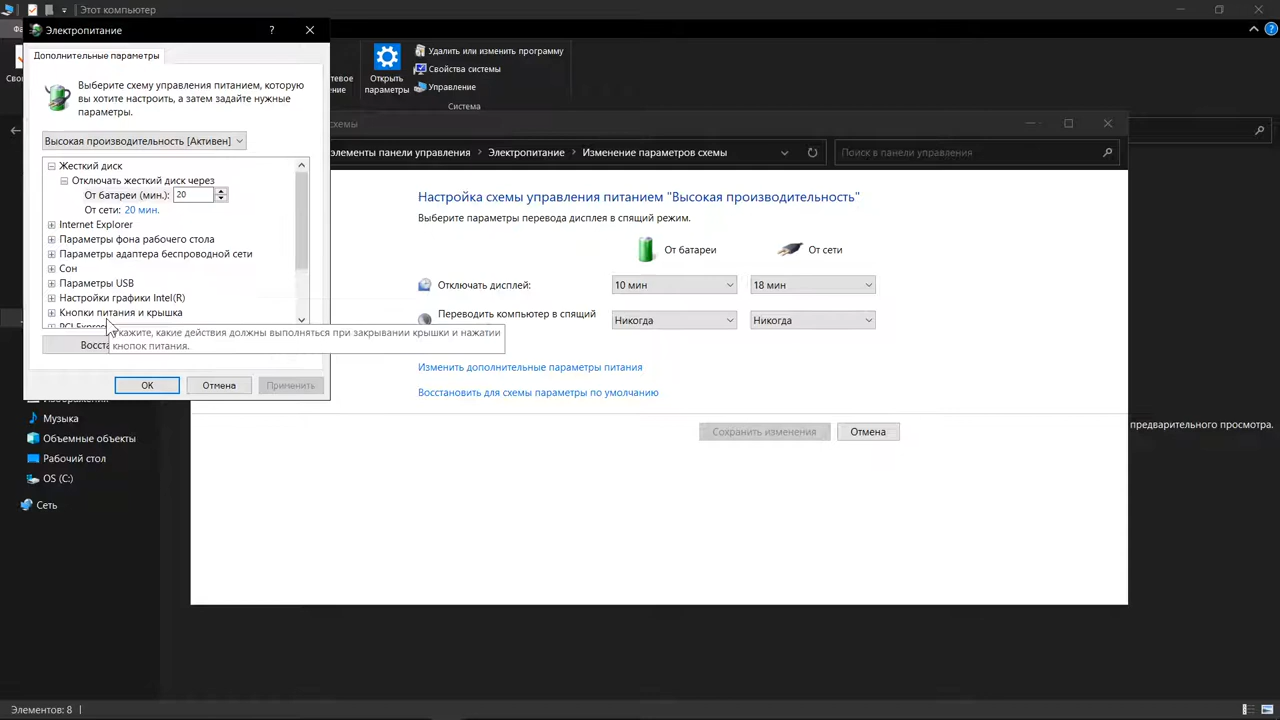 Этот компьютер
Электропитание
?
Дополнительные параметры
Выберите схему управления питанием, которую
вы хотите настроить, а затем задайте нужные
параметры.
Высокая производительность [Активен]
Жесткий диск
Отключать жесткий диск через
От батареи (мин.): 20
От сети: 20 мин.
Internet Explorer
Параметры фона рабочего стола
Параметры адаптера беспроводной сети
Сон
Параметры USB
Настройки графики Intel(R)
Кнопки питания и крышка
PCI Express
Укажите, какие действия должны выполняться при закрывании крышки и нажатии
кнопок питания.
Восста
ОК
Отмена
Применить
Открыть
параметры
Удалить или изменить программу
Свойства системы
Управление
Система
схемы
элементы панели управления > Электропитание > Изменение параметров схемы
Поиск в панели управления
Настройка схемы управления питанием "Высокая производительность"
Выберите параметры перевода дисплея в спящий режим.
От батареи
От сети
Отключать дисплей:
10 мин
18 мин
Переводить компьютер в спящий
Никогда
Никогда
Изменить дополнительные параметры питания
Восстановить для схемы параметры по умолчанию
Сохранить изменения
Отмена
предварительного просмотра.
Музыка
Объемные объекты
Рабочий стол
OS (C:)
Сеть
Элементов: 8